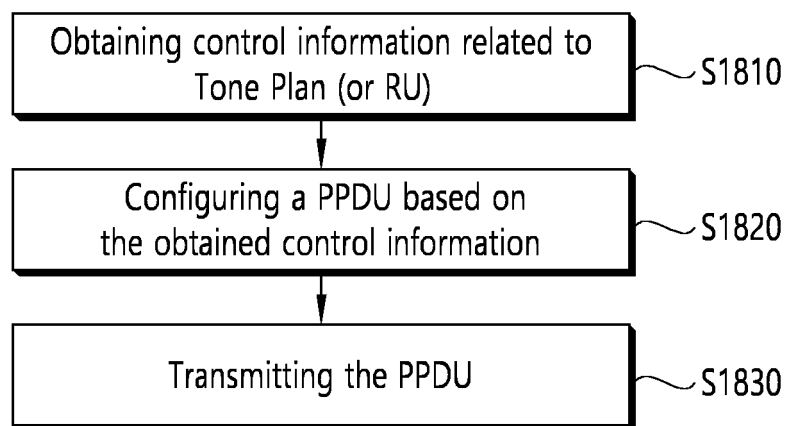 Obtaining control information related to
Tone Plan (or RU)
S1810
Configuring a PPDU based on
the obtained control information
S1820
Transmitting the PPDU
S1830